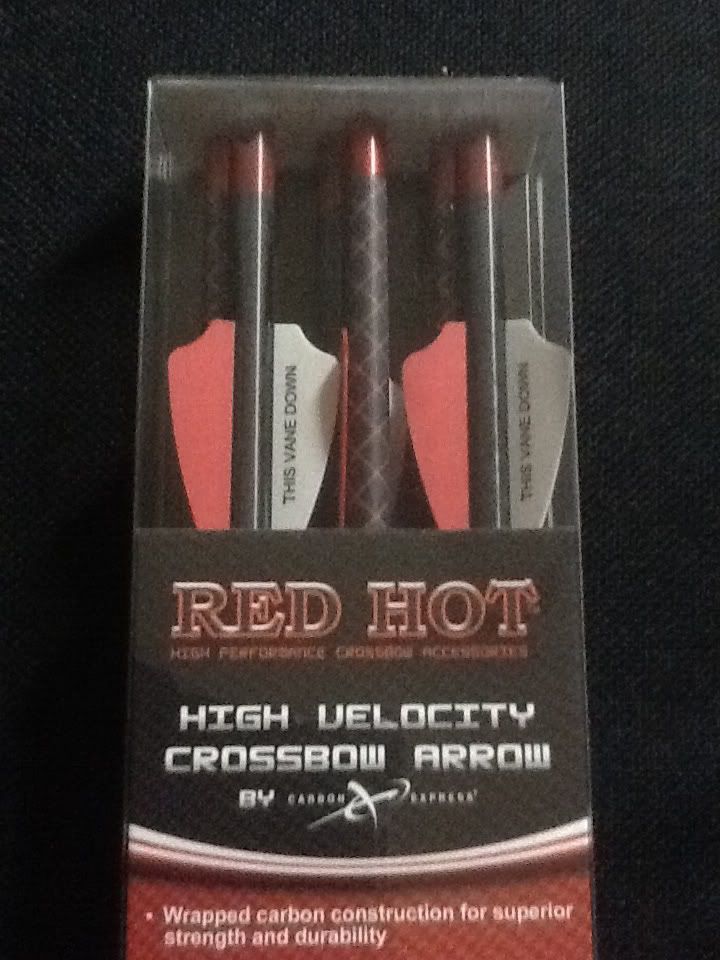 THIS VANE DOWN
THIS VANE DOWN
RED HOT
HIGH PERFORMANCE CROSSBOW ACCESSORIES
HIGH VELOCITY
CROSSBOW ARROW
BY CARBON EXPRESS
• Wrapped carbon construction for superior
strength and durability